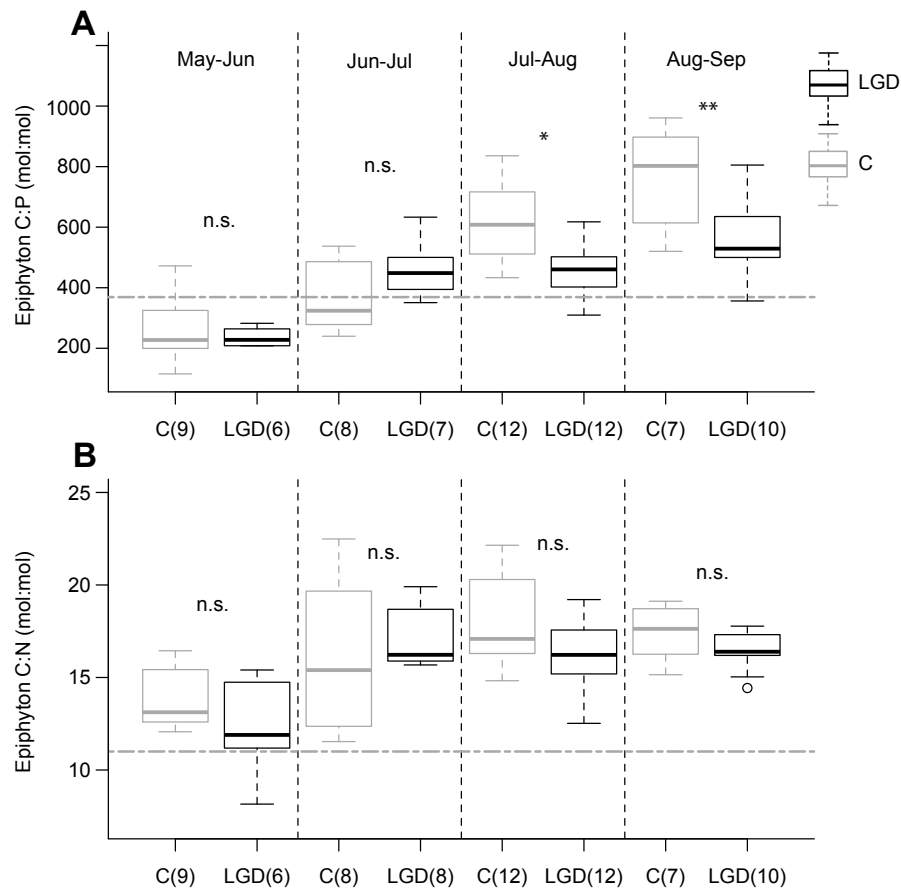 A
May-Jun
Jun-Jul
Jul-Aug
Aug-Sep
LGD
C
Epiphyton C:P (mol:mol)
1000
800
600
400
200
n.s.
n.s.
*
**
C(9) LGD(6) C(8) LGD(7) C(12) LGD(12) C(7) LGD(10)
B
Epiphyton C:N (mol:mol)
25
20
15
10
n.s.
n.s.
n.s.
n.s.
C(9) LGD(6) C(8) LGD(8) C(12) LGD(12) C(7) LGD(10)